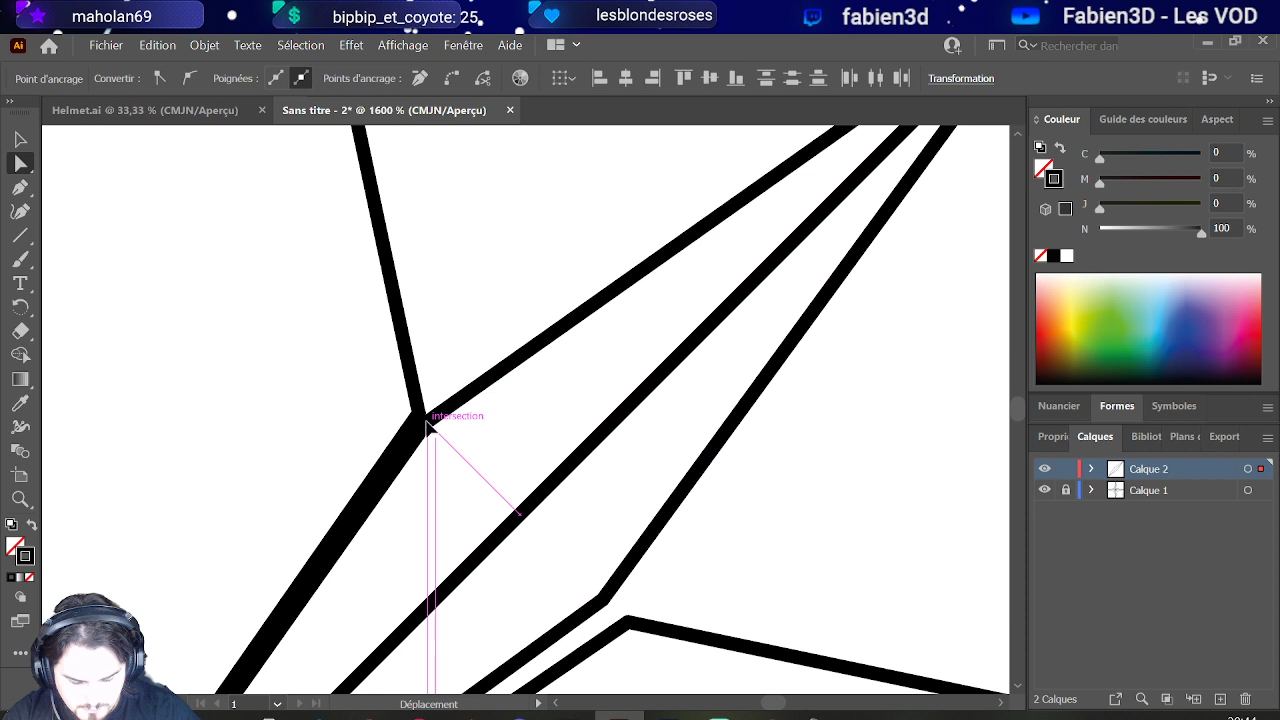 maholan69
$ bipbip_et_coyote: 25
lesblondesroses
fabien3d
Fabien3D - Les VOD
Ai Fichier Edition Objet Texte Sélection Effet Affichage Fenêtre Aide Rechercher dan
Point d'ancrage Convertir : Poignées : Points d'ancrage : Transformation
Helmet.ai @ 33,33 % (CMJN/Aperçu) Sans titre - 2* @ 1600 % (CMJN/Aperçu)
Couleur Guide des couleurs Aspect
C 0 %
M 0 %
J 0 %
N 100 %
intersection
Nuancier Formes Symboles
Propri Calques Bibliot Plans c Export
Calque 2
Calque 1
2 Calques
1 Déplacement